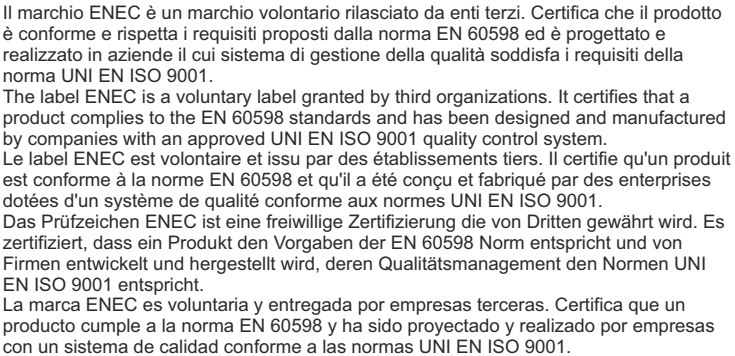 Il marchio ENEC è un marchio volontario rilasciato da enti terzi. Certifica che il prodotto
è conforme e rispetta i requisiti proposti dalla norma EN 60598 ed è progettato e
realizzato in aziende il cui sistema di gestione della qualità soddisfa i requisiti della
norma UNI EN ISO 9001.
The label ENEC is a voluntary label granted by third organizations. It certifies that a
product complies to the EN 60598 standards and has been designed and manufactured
by companies with an approved UNI EN ISO 9001 quality control system.
Le label ENEC est volontaire et issu par des établissements tiers. Il certifie qu'un produit
est conforme à la norme EN 60598 et qu'il a été conçu et fabriqué par des enterprises
dotées d'un système de qualité conforme aux normes UNI EN ISO 9001.
Das Prüfzeichen ENEC ist eine freiwillige Zertifizierung die von Dritten gewährt wird. Es
zertifiziert, dass ein Produkt den Vorgaben der EN 60598 Norm entspricht und von
Firmen entwickelt und hergestellt wird, deren Qualitätsmanagement den Normen UNI
EN ISO 9001 entspricht.
La marca ENEC es voluntaria y entregada por empresas terceras. Certifica que un
producto cumple a la norma EN 60598 y ha sido proyectado y realizado por empresas
con un sistema de calidad conforme a las normas UNI EN ISO 9001.